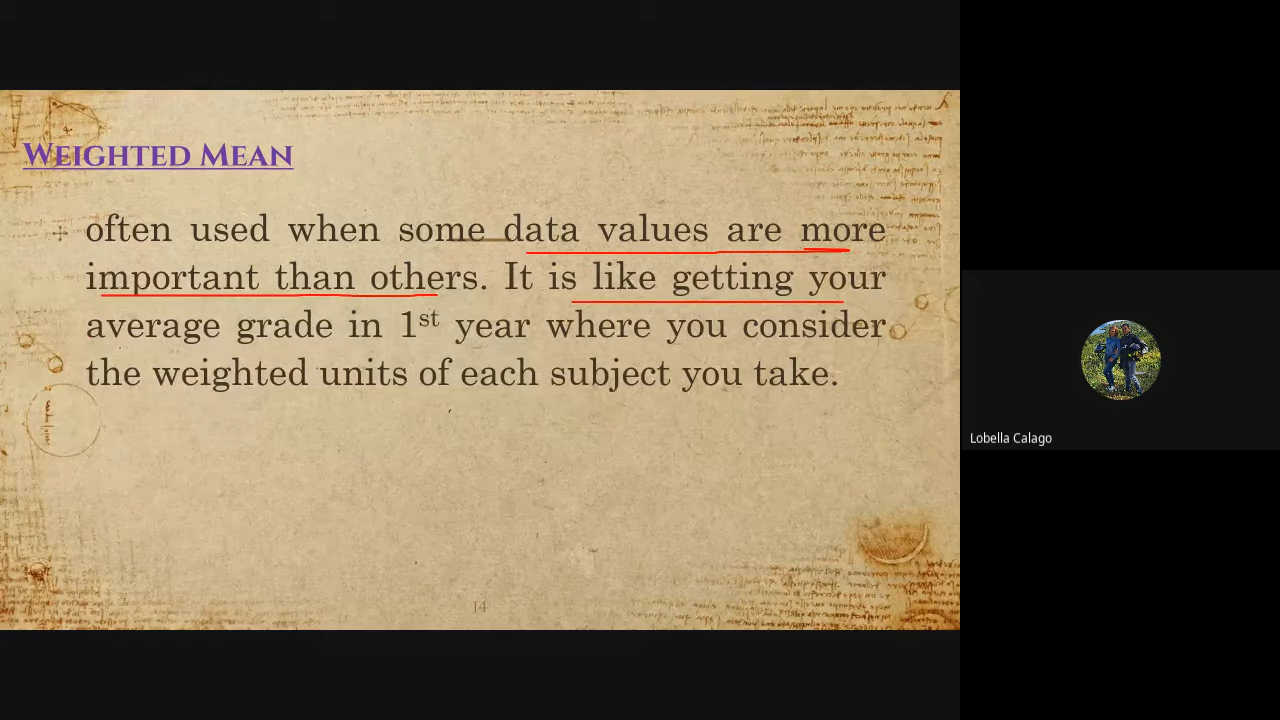 WEIGHTED MEAN
often used when some data values are more
important than others. It is like getting your
average grade in 1st year where you consider
the weighted units of each subject you take.
14
Lobella Calago